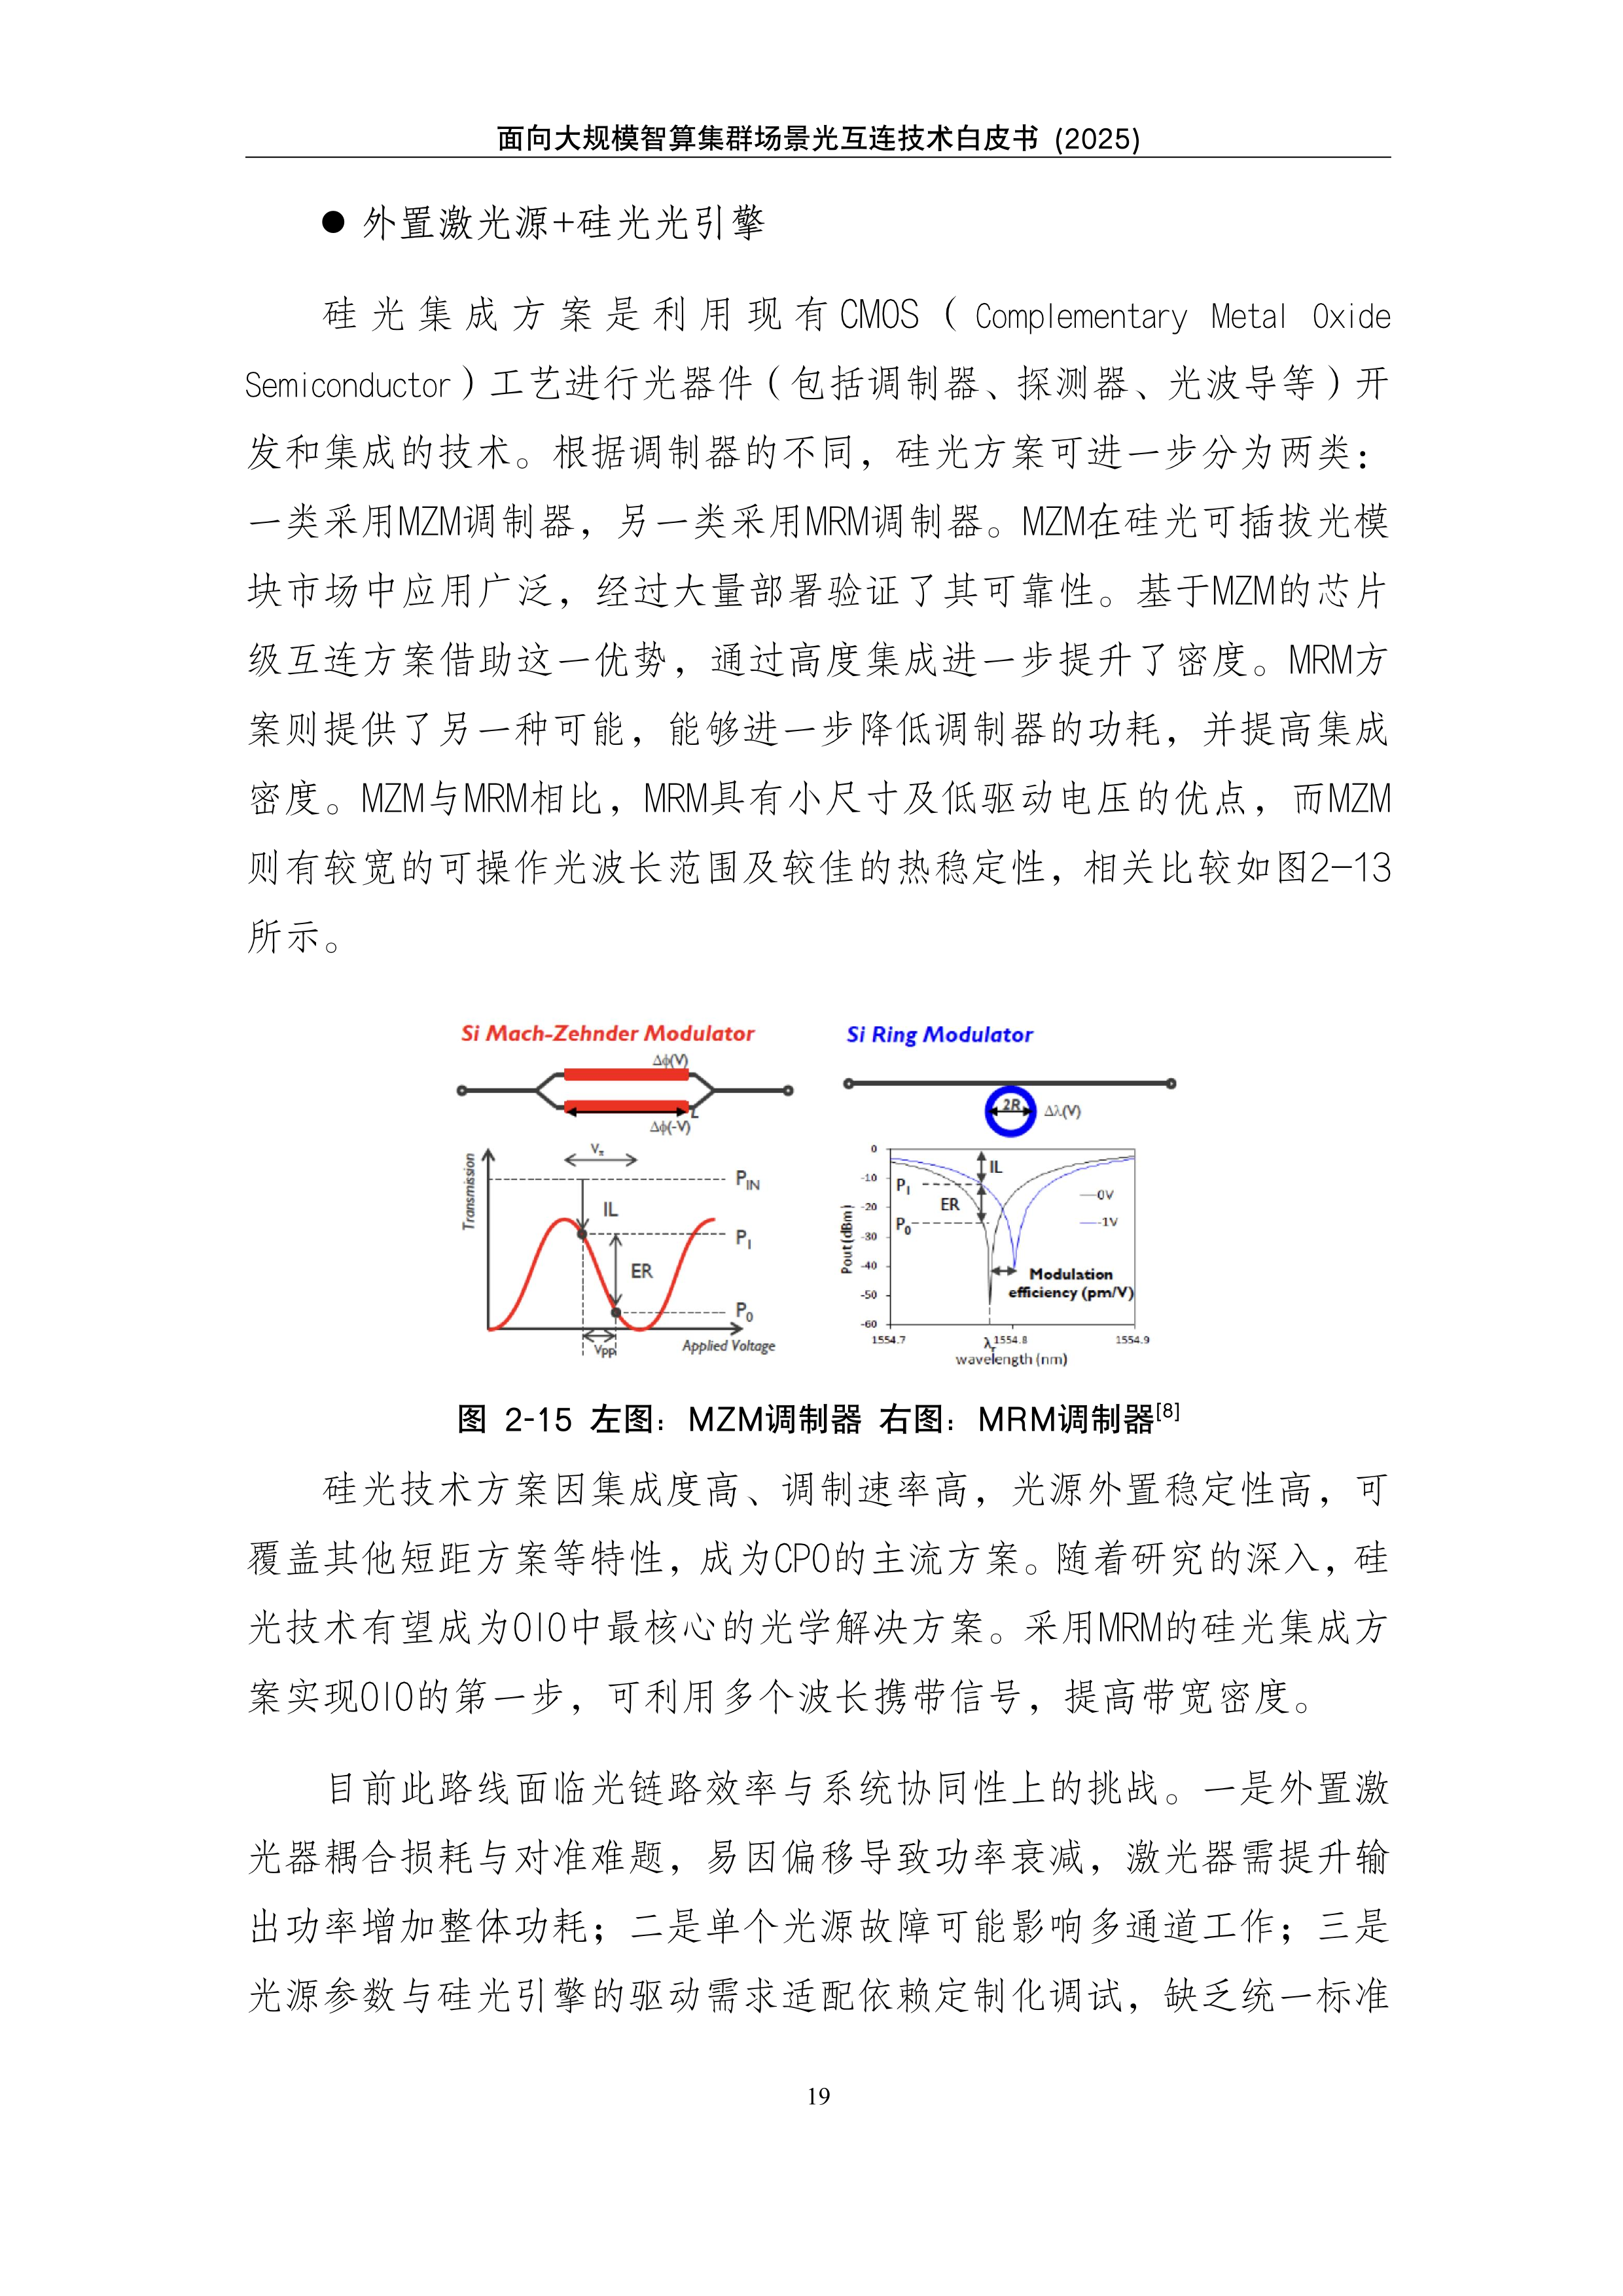 面向大规模智算集群场景光互连技术白皮书 (2025)
● 外置激光源+硅光光引擎
硅光集成方案是利用现有CMOS（Complementary Metal Oxide
Semiconductor）工艺进行光器件（包括调制器、探测器、光波导等）开
发和集成的技术。根据调制器的不同，硅光方案可进一步分为两类：
一类采用MZM调制器，另一类采用MRM调制器。MZM在硅光可插拔光模
块市场中应用广泛，经过大量部署验证了其可靠性。基于MZM的芯片
级互连方案借助这一优势，通过高度集成进一步提升了密度。MRM方
案则提供了另一种可能，能够进一步降低调制器的功耗，并提高集成
密度。MZM与MRM相比，MRM具有小尺寸及低驱动电压的优点，而MZM
则有较宽的可操作光波长范围及较佳的热稳定性，相关比较如图2-13
所示。
Si Mach-Zehnder Modulator
Δϕ(V)
L
Δϕ(-V)
Transmission
Vπ
PIN
IL
P1
ER
P0
VPP
Applied Voltage
Si Ring Modulator
2R
Δλ(V)
0
-10
-20
-30
-40
-50
-60
Pout (dBm)
IL
P1
ER
P0
0V
-1V
Modulation
efficiency (pm/V)
1554.7
λr
1554.8
1554.9
wavelength (nm)
图 2-15 左图：MZM调制器 右图：MRM调制器[8]
硅光技术方案因集成度高、调制速率高，光源外置稳定性高，可
覆盖其他短距方案等特性，成为CPO的主流方案。随着研究的深入，硅
光技术有望成为OIO中最核心的光学解决方案。采用MRM的硅光集成方
案实现OIO的第一步，可利用多个波长携带信号，提高带宽密度。
目前此路线面临光链路效率与系统协同性上的挑战。一是外置激
光器耦合损耗与对准难题，易因偏移导致功率衰减，激光器需提升输
出功率增加整体功耗；二是单个光源故障可能影响多通道工作；三是
光源参数与硅光引擎的驱动需求适配依赖定制化调试，缺乏统一标准
19